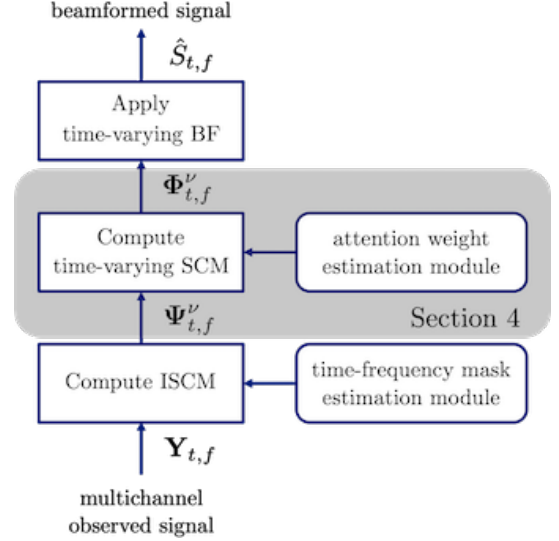 beamformed signal
Ŝ_{t,f}
Apply
time-varying BF
Φ^ν_{t,f}
Compute
time-varying SCM
attention weight
estimation module
Ψ^ν_{t,f}
Section 4
Compute ISCM
time-frequency mask
estimation module
Y_{t,f}
multichannel
observed signal